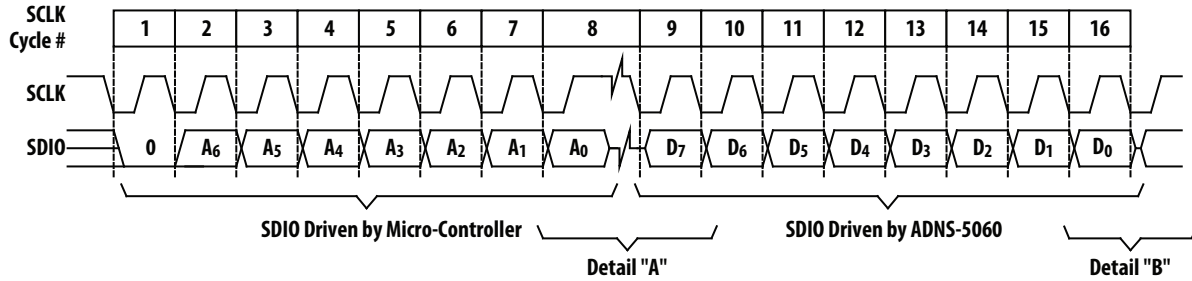 SCLK
Cycle # 1 2 3 4 5 6 7 8 9 10 11 12 13 14 15 16
SCLK
SDIO 0 A6 A5 A4 A3 A2 A1 A0 D7 D6 D5 D4 D3 D2 D1 D0
SDIO Driven by Micro-Controller SDIO Driven by ADNS-5060
Detail "A" Detail "B"